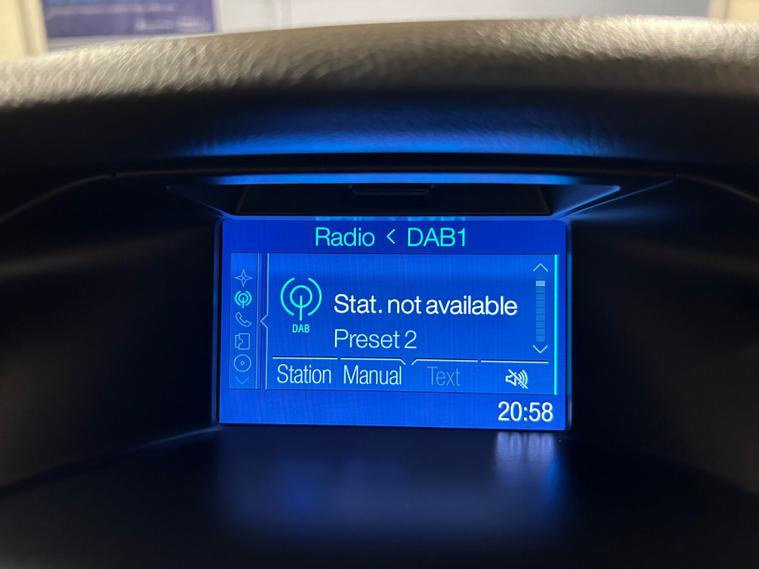 Radio < DAB1
DAB
Stat. not available
Preset 2
Station Manual Text
20:58